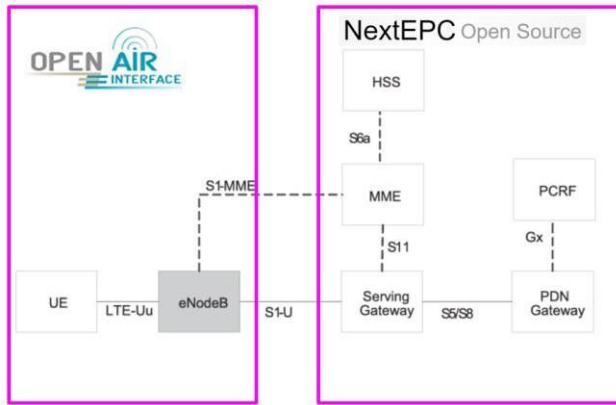 OPEN AIR
INTERFACE
NextEPC Open Source
HSS
S6a
S1-MME
MME
PCRF
S11
Gx
UE
LTE-Uu
eNodeB
S1-U
Serving
Gateway
S5/S8
PDN
Gateway